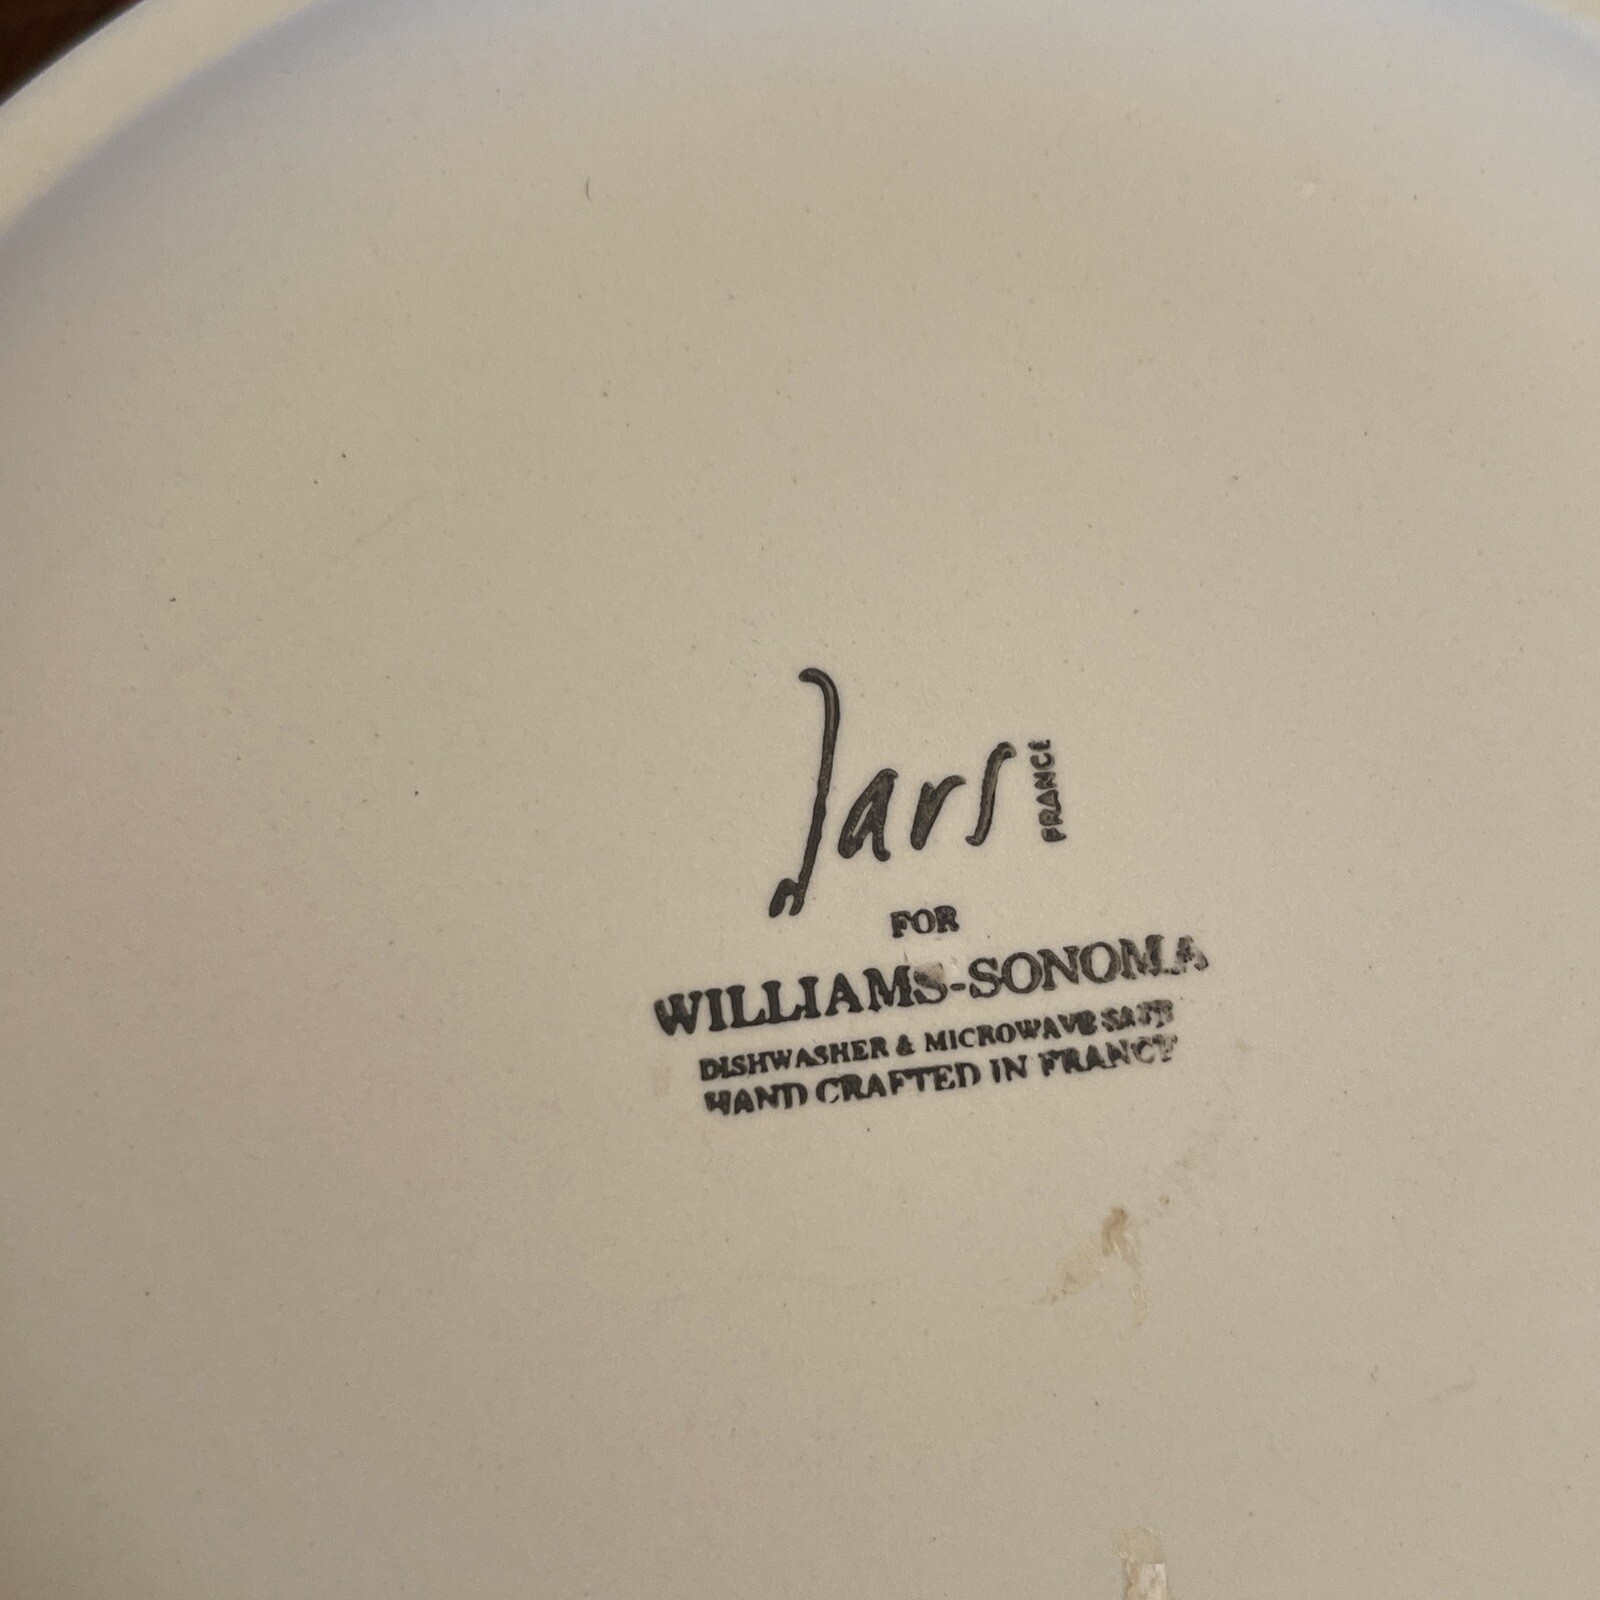 Jars FRANCE
FOR
WILLIAMS-SONOMA
DISHWASHER & MICROWAVE SAFE
HAND CRAFTED IN FRANCE